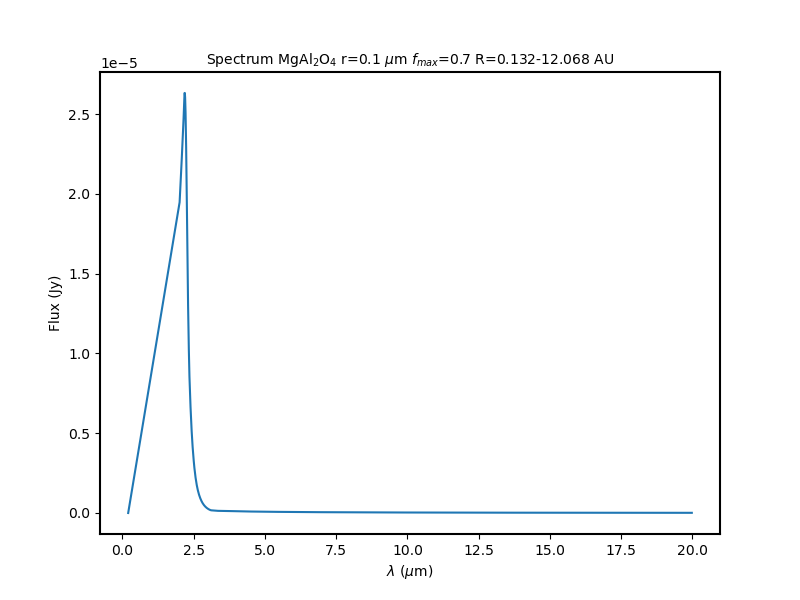 Spectrum MgAl₂O₄ r=0.1 μm f_max=0.7 R=0.132-12.068 AU
1e−5
2.5
2.0
1.5
1.0
0.5
0.0
Flux (Jy)
0.0 2.5 5.0 7.5 10.0 12.5 15.0 17.5 20.0
λ (μm)